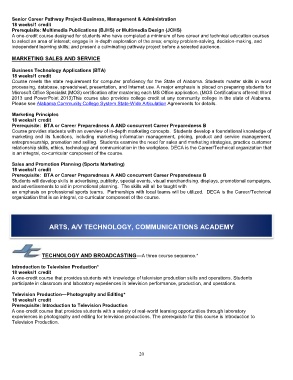 Senior Career Pathway Project-Business, Management & Administration
18 weeks/1 credit
Prerequisite: Multimedia Publications (BJHS) or Multimedia Design (JCHS)
A one-credit course designed for students who have completed a minimum of two career and technical education courses
to select an area of interest, engage in in-depth exploration of the area, employ problem-solving, decision-making, and
independent learning skills, and present a culminating pathway project before a selected audience.
MARKETING SALES AND SERVICE
Business Technology Applications (BTA)
18 weeks/1 credit
Course meets the state requirement for computer proficiency for the State of Alabama. Students master skills in word
processing, database, spreadsheet, presentation, and Internet use. A major emphasis is placed on preparing students for
Microsoft Office Specialist (MOS) certification after mastering each MS Office application. (MOS Certifications offered: Word
2013 and PowerPoint 2013)This course also provides college credit at any community college in the state of Alabama.
Please see Alabama Community College System State-Wide Articulation Agreements for details.
Marketing Principles
18 weeks/1 credit
Prerequisite: BTA or Career Preparedness A AND concurrent Career Preparedness B
Course provides students with an overview of in-depth marketing concepts. Students develop a foundational knowledge of
marketing and its functions, including marketing information management, pricing, product and service management,
entrepreneurship, promotion and selling. Students examine the need for sales and marketing strategies, practice customer
relationship skills, ethics, technology and communication in the workplace. DECA is the Career/Technical organization that
is an integral, co-curricular component of the course.
Sales and Promotion Planning (Sports Marketing)
18 weeks/1 credit
Prerequisite: BTA or Career Preparedness A AND concurrent Career Preparedness B
Students will develop skills in advertising, publicity, special events, visual merchandising, displays, promotional campaigns,
and advertisements to aid in promotional planning. The skills will all be taught with
an emphasis on professional sports teams. Partnerships with local teams will be utilized. DECA is the Career/Technical
organization that is an integral, co-curricular component of the course.
ARTS, A/V TECHNOLOGY, COMMUNICATIONS ACADEMY
TECHNOLOGY AND BROADCASTING—A three course sequence.*
Introduction to Television Production*
18 weeks/1 credit
A one-credit course that provides students with knowledge of television production skills and operations. Students
participate in classroom and laboratory experiences in television performance, production, and operations.
Television Production—Photography and Editing*
18 weeks/1 credit
Prerequisite: Introduction to Television Production
A one-credit course that provides students with a variety of real-world learning opportunities through laboratory
experiences in photography and editing for television productions. The prerequisite for this course is Introduction to
Television Production.
20